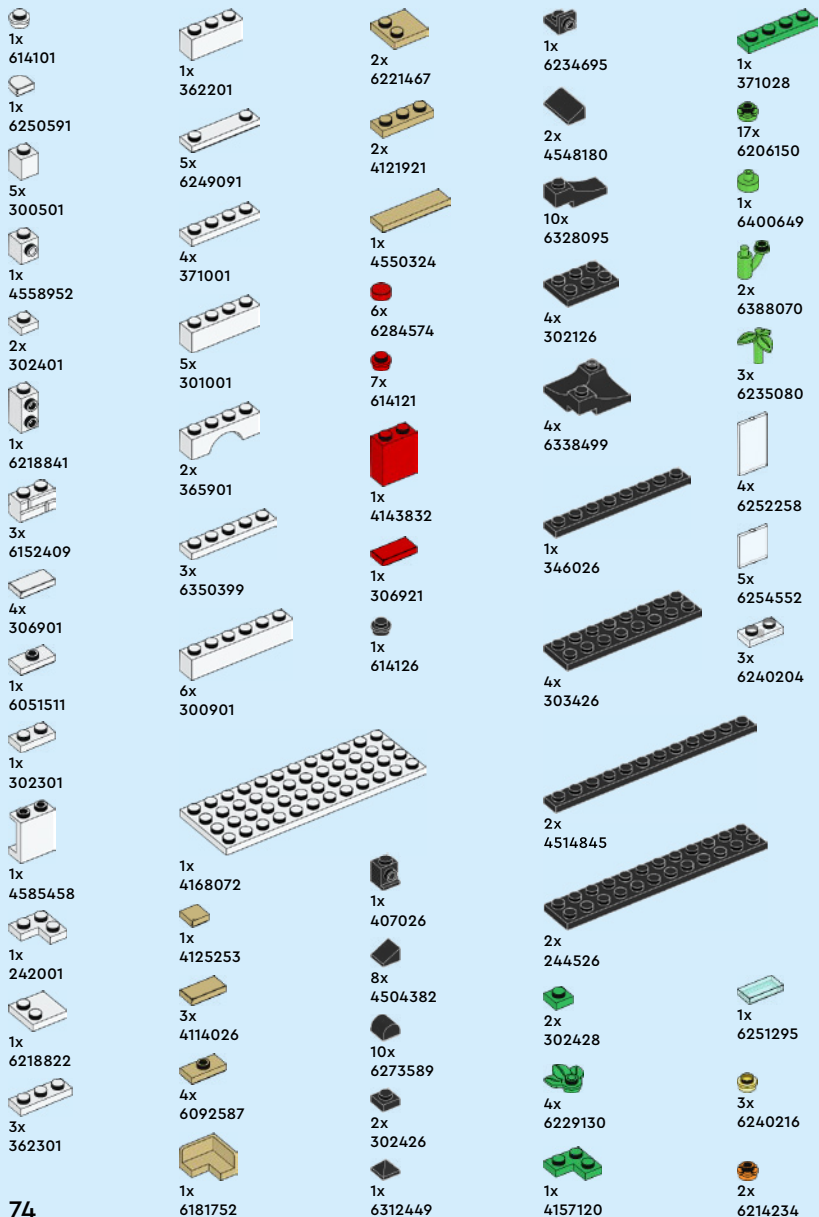 1x
614101
1x
6250591
5x
300501
1x
4558952
2x
302401
1x
6218841
3x
6152409
4x
306901
1x
6051511
1x
302301
1x
4585458
1x
242001
1x
6218822
3x
362301
1x
362201
5x
6249091
4x
371001
5x
301001
2x
365901
3x
6350399
6x
300901
1x
4168072
1x
4125253
3x
4114026
4x
6092587
1x
6181752
2x
6221467
2x
4121921
1x
4550324
6x
6284574
7x
614121
1x
4143832
1x
306921
1x
614126
1x
407026
8x
4504382
10x
6273589
2x
302426
1x
6312449
1x
6234695
2x
4548180
10x
6328095
4x
302126
4x
6338499
1x
346026
4x
303426
2x
4514845
2x
244526
2x
302428
4x
6229130
1x
4157120
1x
371028
17x
6206150
1x
6400649
2x
6388070
3x
6235080
4x
6252258
5x
6254552
3x
6240204
1x
6251295
3x
6240216
2x
6214234
74